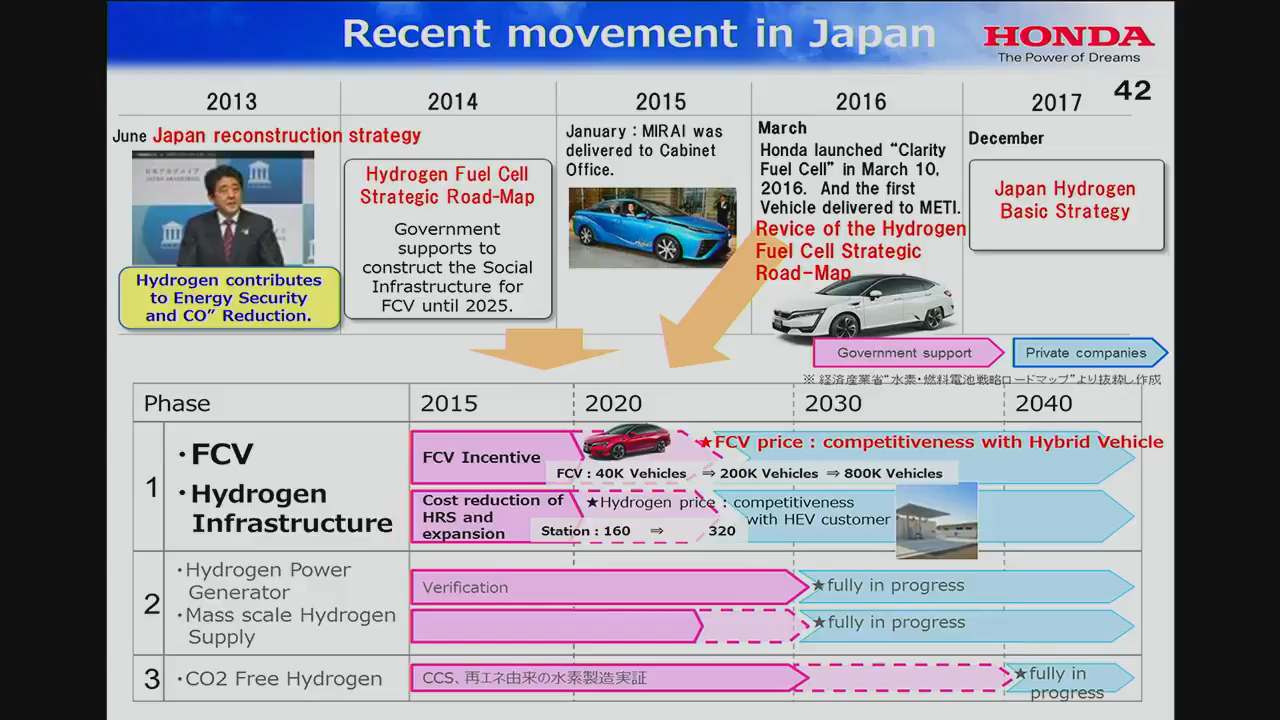 Recent movement in Japan
HONDA
The Power of Dreams
42
2013
2014
2015
2016
2017
June Japan reconstruction strategy
Hydrogen contributes
to Energy Security
and CO” Reduction.
Hydrogen Fuel Cell
Strategic Road-Map
Government
supports to
construct the Social
Infrastructure for
FCV until 2025.
January : MIRAI was
delivered to Cabinet
Office.
March
Honda launched “Clarity
Fuel Cell” in March 10,
2016. And the first
Vehicle delivered to METI.
Revice of the Hydrogen
Fuel Cell Strategic
Road-Map
December
Japan Hydrogen
Basic Strategy
Government support
Private companies
※ 経済産業省“水素・燃料電池戦略ロードマップ”より抜粋し作成
Phase
2015
2020
2030
2040
1
・FCV
・Hydrogen
Infrastructure
FCV Incentive
★FCV price : competitiveness with Hybrid Vehicle
FCV : 40K Vehicles ⇒ 200K Vehicles ⇒ 800K Vehicles
Cost reduction of
HRS and
expansion
★Hydrogen price : competitiveness
with HEV customer
Station : 160 ⇒ 320
2
・Hydrogen Power
Generator
・Mass scale Hydrogen
Supply
Verification
★fully in progress
★fully in progress
3
・CO2 Free Hydrogen
CCS、再エネ由来の水素製造実証
★fully in
progress